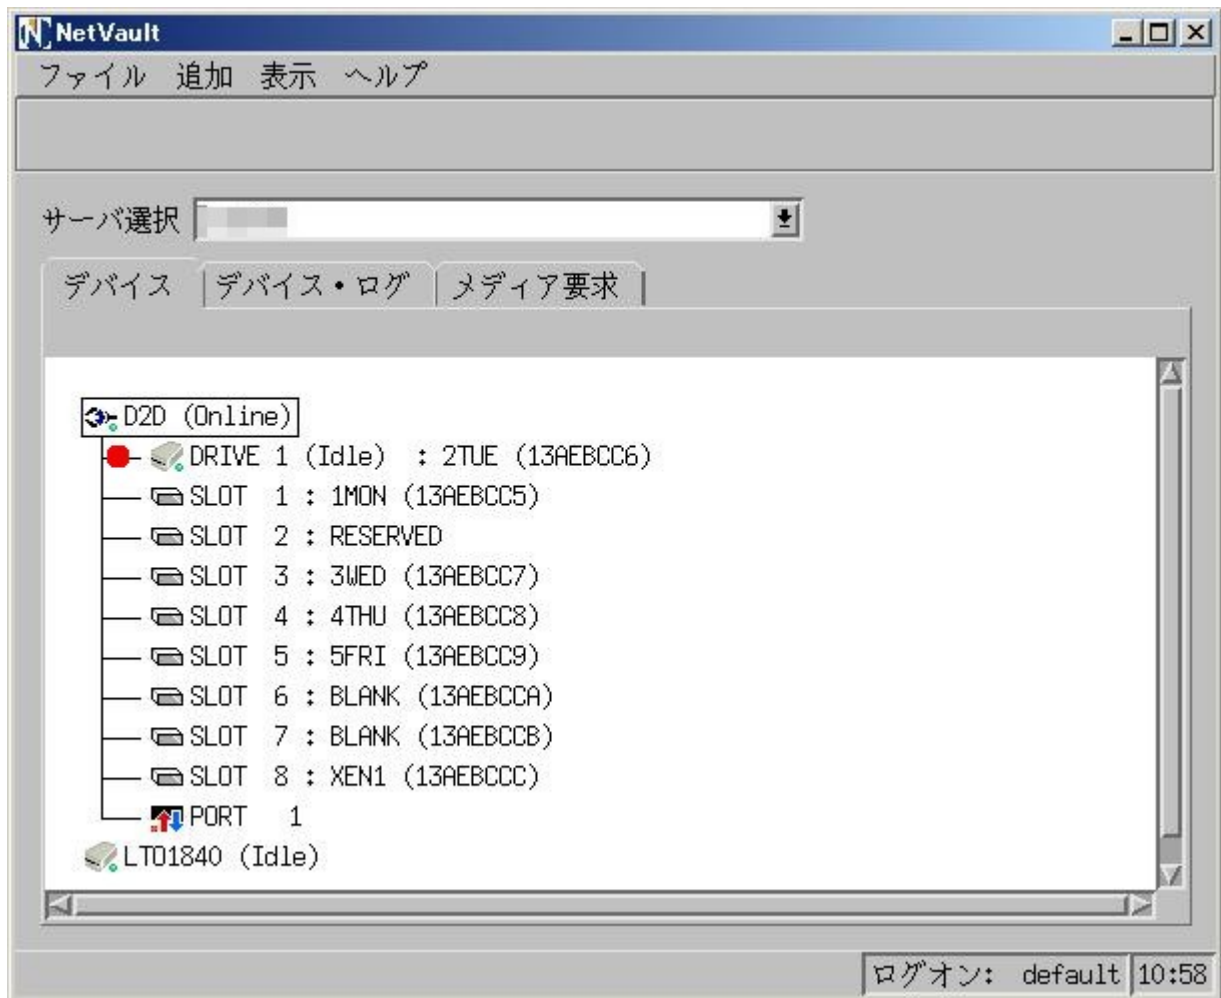 NetVault
ファイル 追加 表示 ヘルプ
サーバ選択
デバイス デバイス・ログ メディア要求
D2D (Online)
DRIVE 1 (Idle) : 2TUE (13AEBCC6)
SLOT 1 : 1MON (13AEBCC5)
SLOT 2 : RESERVED
SLOT 3 : 3WED (13AEBCC7)
SLOT 4 : 4THU (13AEBCC8)
SLOT 5 : 5FRI (13AEBCC9)
SLOT 6 : BLANK (13AEBCCA)
SLOT 7 : BLANK (13AEBCCB)
SLOT 8 : XEN1 (13AEBCCC)
PORT 1
LTO1840 (Idle)
ログオン: default 10:58